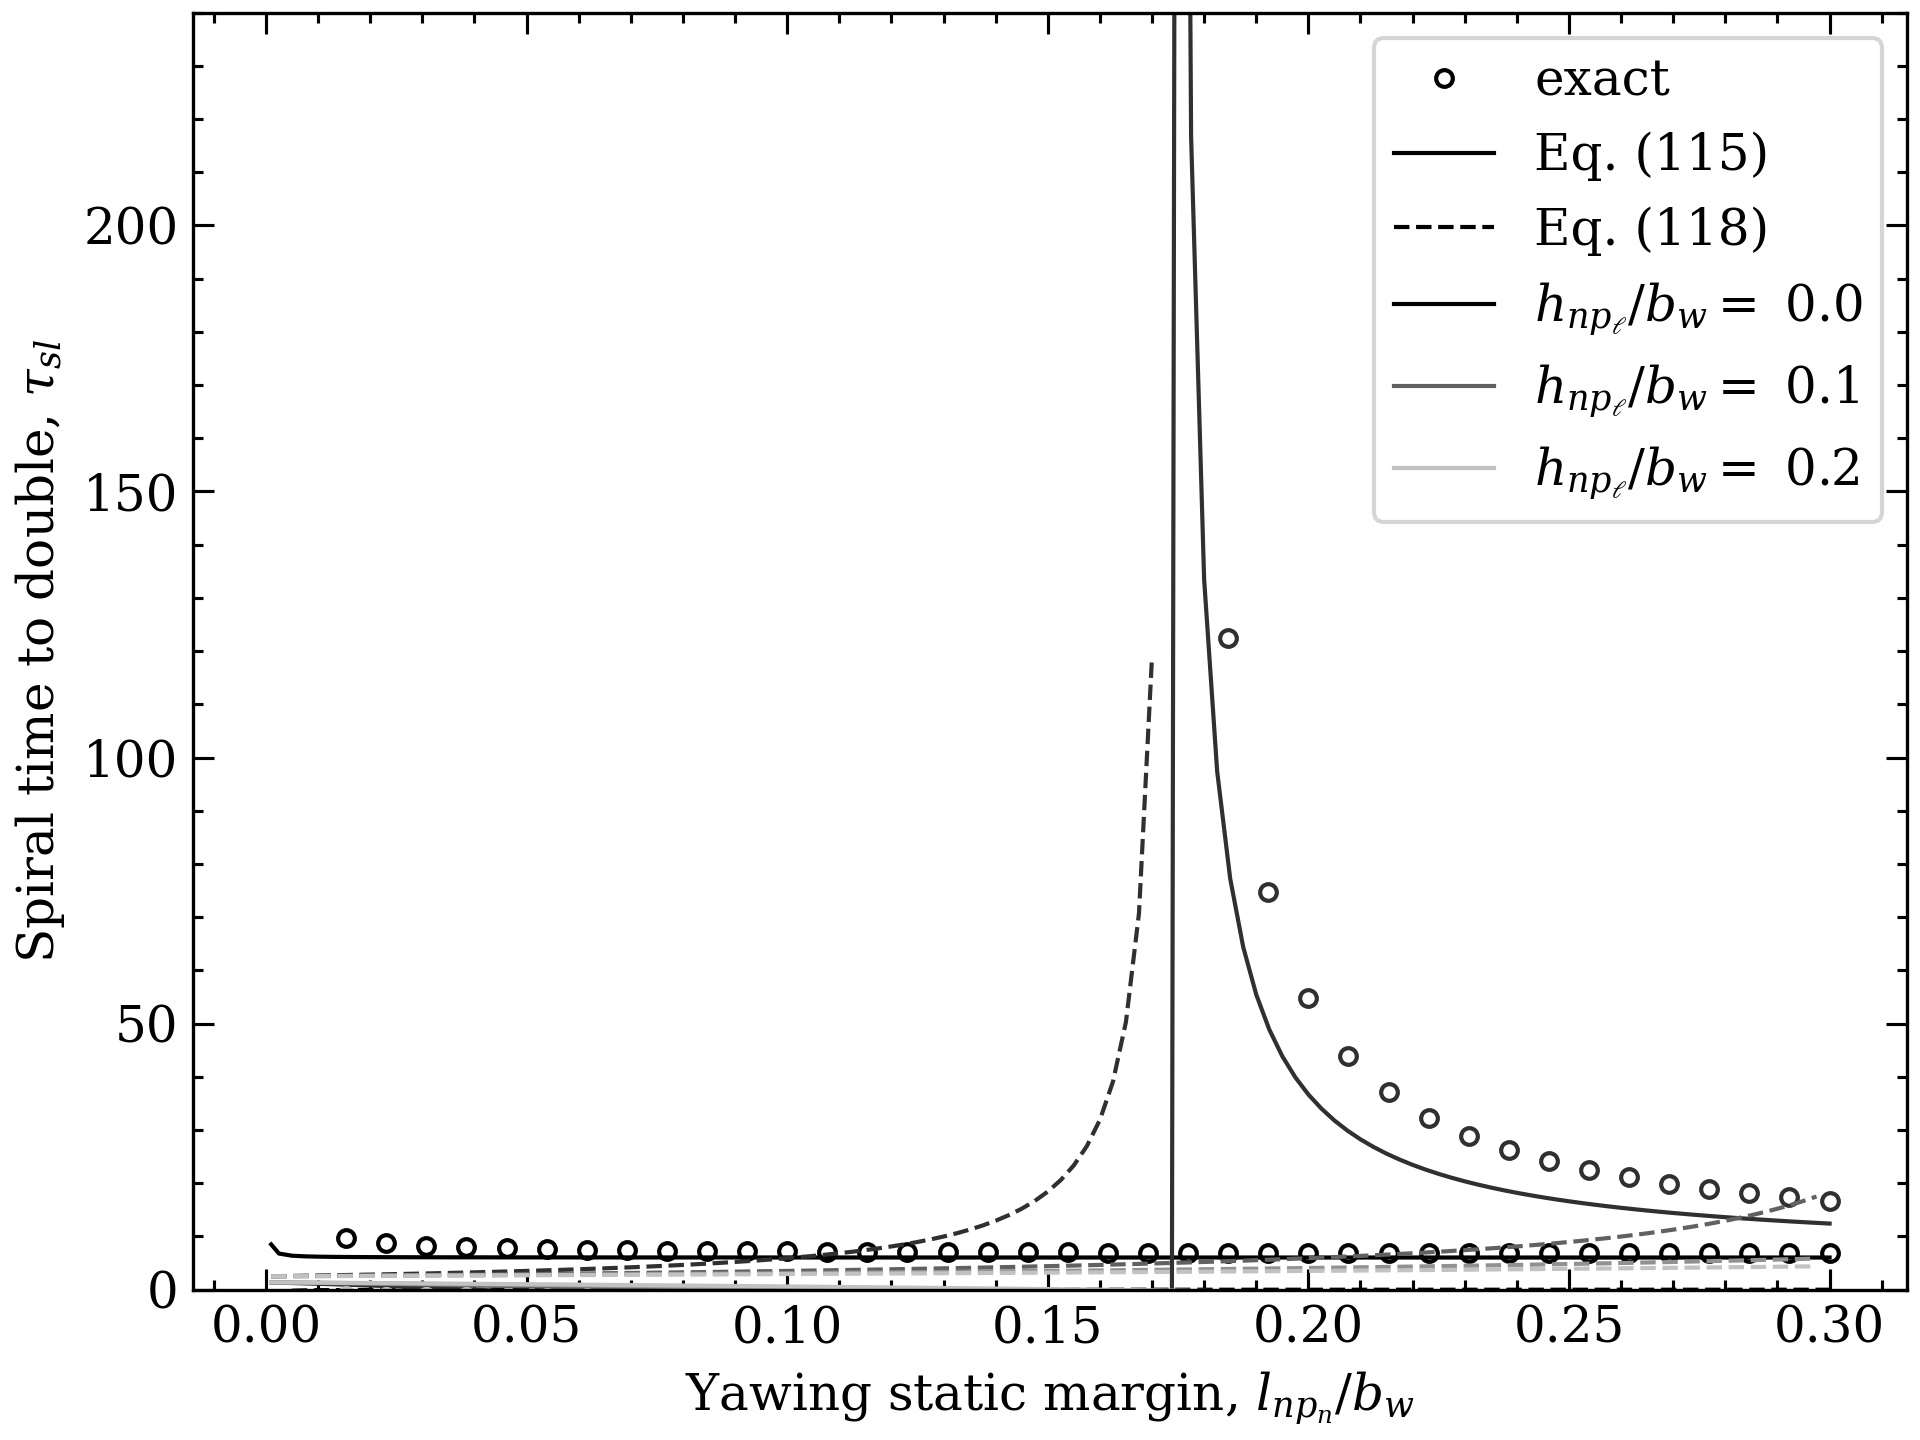 exact
Eq. (115)
Eq. (118)
h_{np_ℓ}/b_w = 0.0
h_{np_ℓ}/b_w = 0.1
h_{np_ℓ}/b_w = 0.2
Spiral time to double, τ_{sl}
200
150
100
50
0
0.00 0.05 0.10 0.15 0.20 0.25 0.30
Yawing static margin, l_{np_n}/b_w